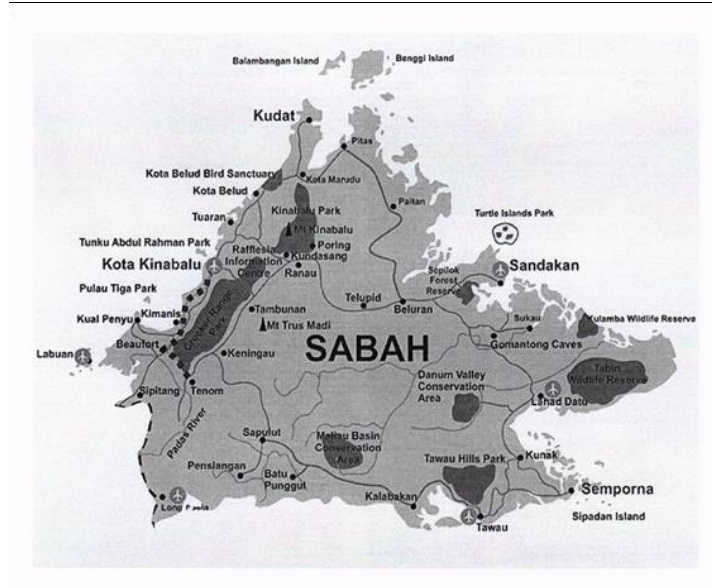 Balambangan Island
Benggi Island
Kudat
Pitas
Kota Belud Bird Sanctuary
Kota Marudu
Kota Belud
Paitan
Kinabalu Park
Tuaran
Turtle Islands Park
Mt Kinabalu
Tunku Abdul Rahman Park
Rafflesia
Information
Centre
Poring
Kundasang
Kota Kinabalu
Ranau
Sepilok
Forest
Reserve
Sandakan
Pulau Tiga Park
Telupid
Beluran
Kimanis
Kual Penyu
Crocker Range
Park
Tambunan
Mt Trus Madi
Sukau
Kulamba Wildlife Reserve
Beaufort
SABAH
Gomantong Caves
Labuan
Keningau
Tabin
Wildlife Reserve
Danum Valley
Conservation
Area
Sipitang
Tenom
Lahad Datu
Padas River
Sapulut
Maliau Basin
Conservation
Area
Tawau Hills Park
Kunak
Pensiangan
Batu
Punggul
Kalabakan
Semporna
Long
Sipadan Island
Tawau